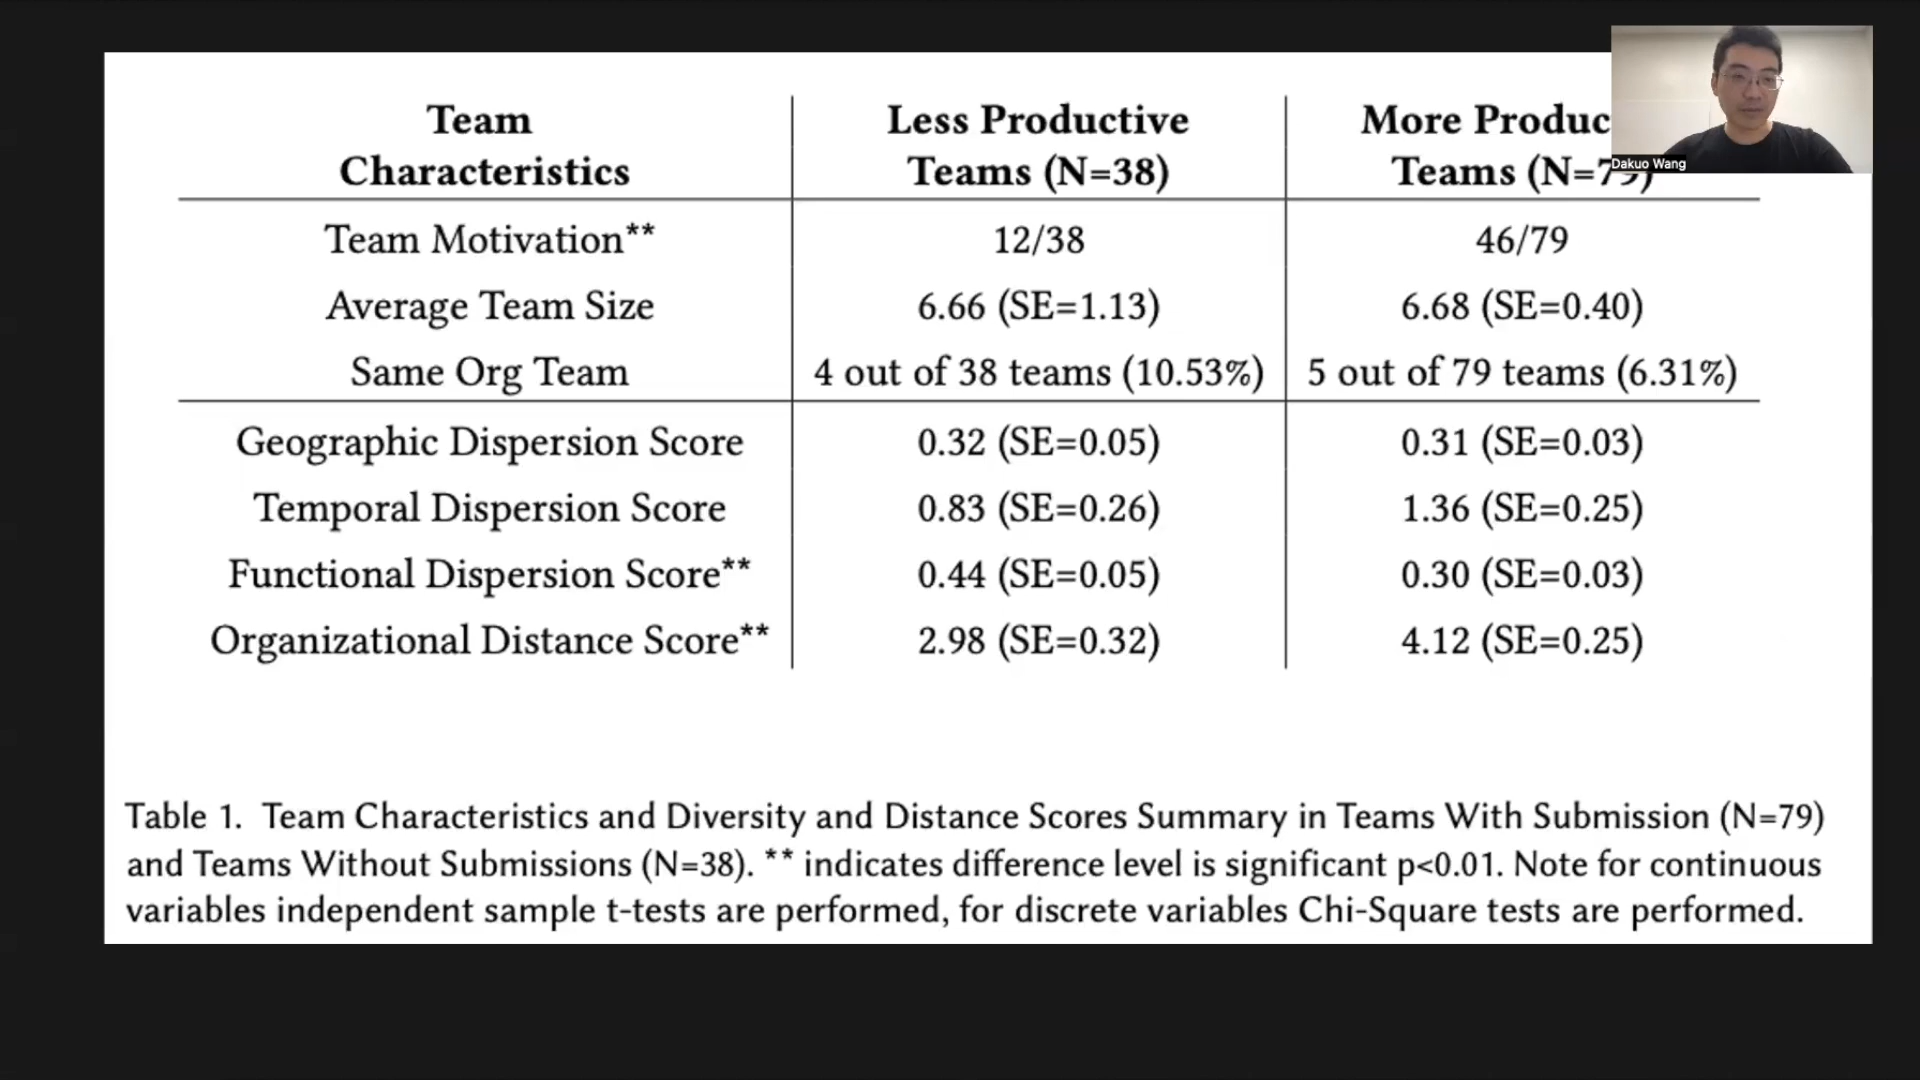 Team Characteristics | Less Productive Teams (N=38) | More Produc Teams (N=79)
Team Motivation** | 12/38 | 46/79
Average Team Size | 6.66 (SE=1.13) | 6.68 (SE=0.40)
Same Org Team | 4 out of 38 teams (10.53%) | 5 out of 79 teams (6.31%)
Geographic Dispersion Score | 0.32 (SE=0.05) | 0.31 (SE=0.03)
Temporal Dispersion Score | 0.83 (SE=0.26) | 1.36 (SE=0.25)
Functional Dispersion Score** | 0.44 (SE=0.05) | 0.30 (SE=0.03)
Organizational Distance Score** | 2.98 (SE=0.32) | 4.12 (SE=0.25)
Table 1. Team Characteristics and Diversity and Distance Scores Summary in Teams With Submission (N=79)
and Teams Without Submissions (N=38). ** indicates difference level is significant p<0.01. Note for continuous
variables independent sample t-tests are performed, for discrete variables Chi-Square tests are performed.
Dakuo Wang